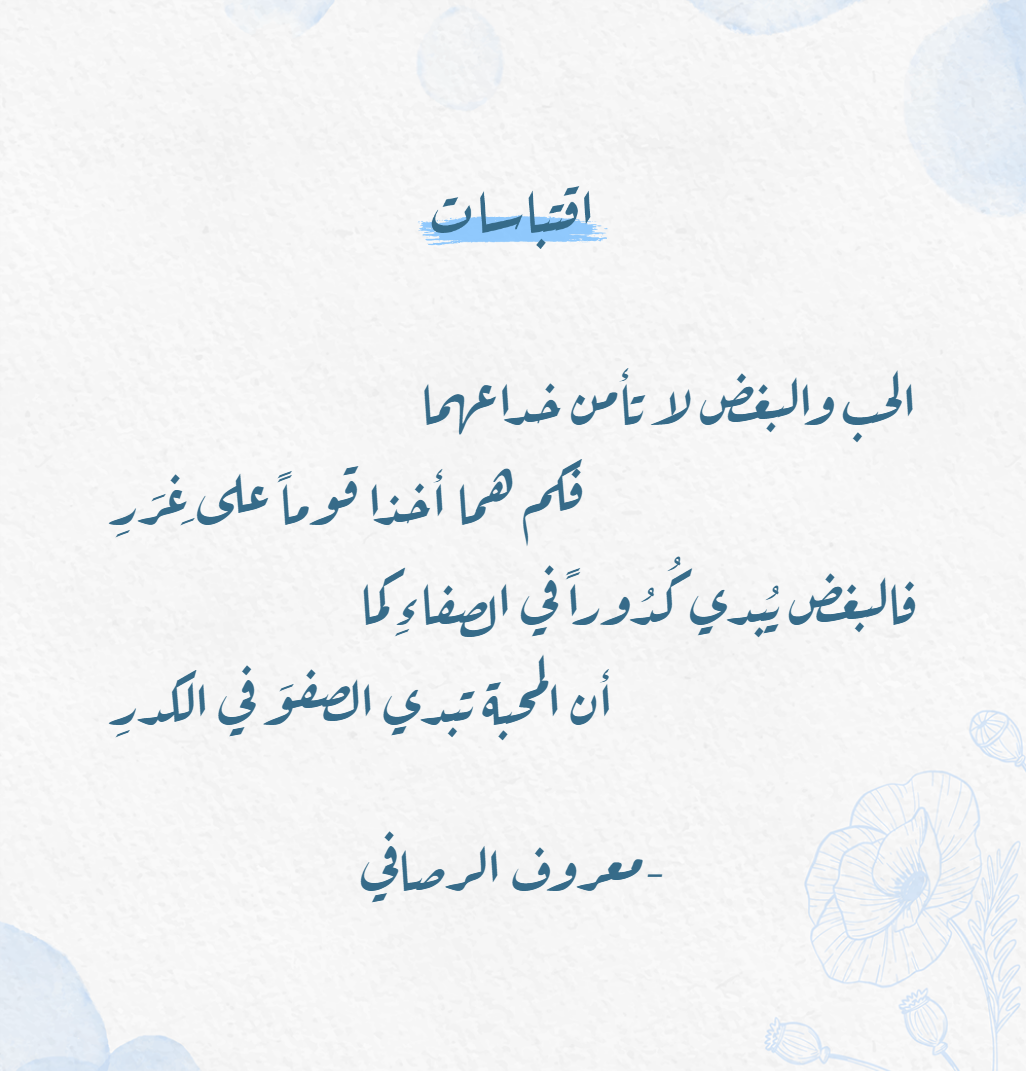 اقتباسات
الحب والبغض لا تأمن خداعهما
فكم هما أخذا قوماً على غِرَرِ
فالبغض يُبدي كُدُوراً في الصفاءِ كما
أن المحبة تبدي الصفوَ في الكدرِ
-معروف الرصافي